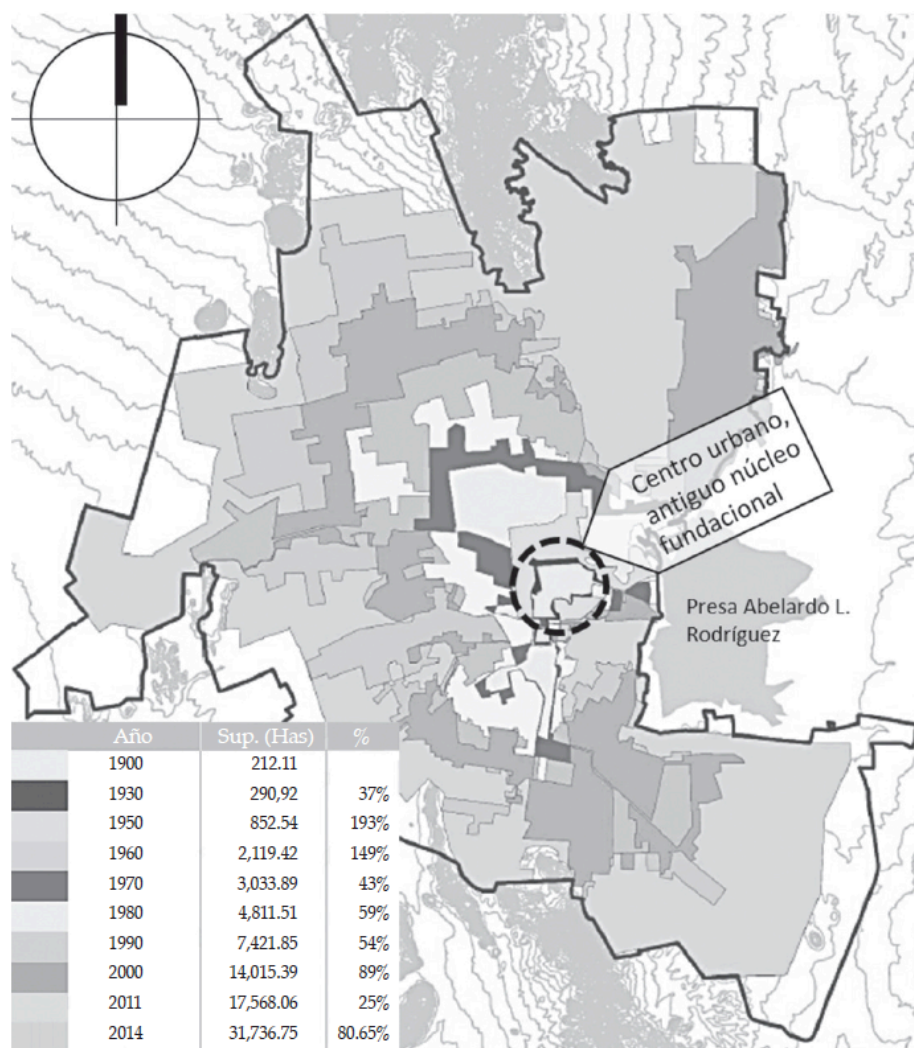 Centro urbano,
antiguo núcleo
fundacional
Presa Abelardo L.
Rodríguez
Año Sup. (Has) %
1900 212.11
1930 290,92 37%
1950 852.54 193%
1960 2,119.42 149%
1970 3,033.89 43%
1980 4,811.51 59%
1990 7,421.85 54%
2000 14,015.39 89%
2011 17,568.06 25%
2014 31,736.75 80.65%